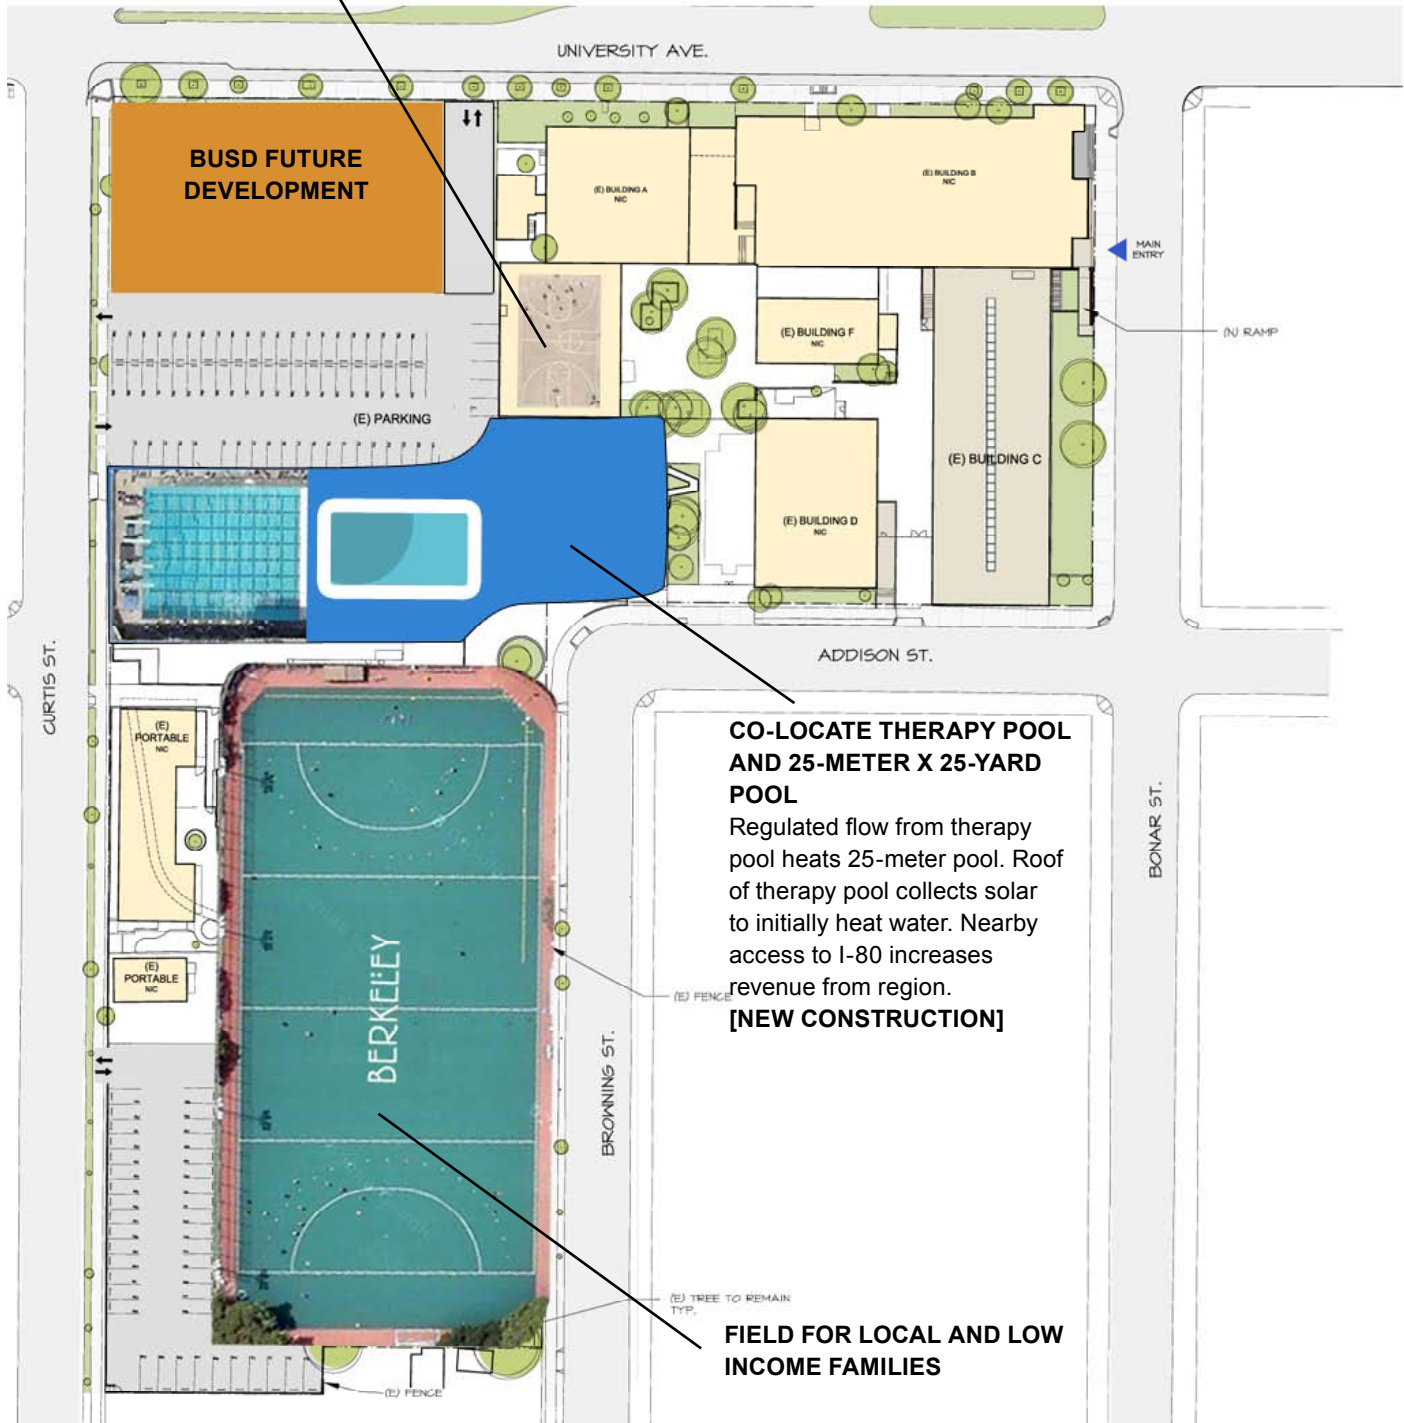 UNIVERSITY AVE.
BUSD FUTURE
DEVELOPMENT
(E) BUILDING A
NIC
(E) BUILDING B
NIC
MAIN
ENTRY
(E) BUILDING F
NIC
(N) RAMP
(E) PARKING
(E) BUILDING C
(E) BUILDING D
NIC
ADDISON ST.
CURTIS ST.
(E)
PORTABLE
NIC
CO-LOCATE THERAPY POOL
AND 25-METER X 25-YARD
POOL
Regulated flow from therapy
pool heats 25-meter pool. Roof
of therapy pool collects solar
to initially heat water. Nearby
access to I-80 increases
revenue from region.
[NEW CONSTRUCTION]
BONAR ST.
BERKELEY
(E)
PORTABLE
NIC
(E) FENCE
BROWNING ST.
(E) TREE TO REMAIN
TYP.
FIELD FOR LOCAL AND LOW
INCOME FAMILIES
(E) FENCE